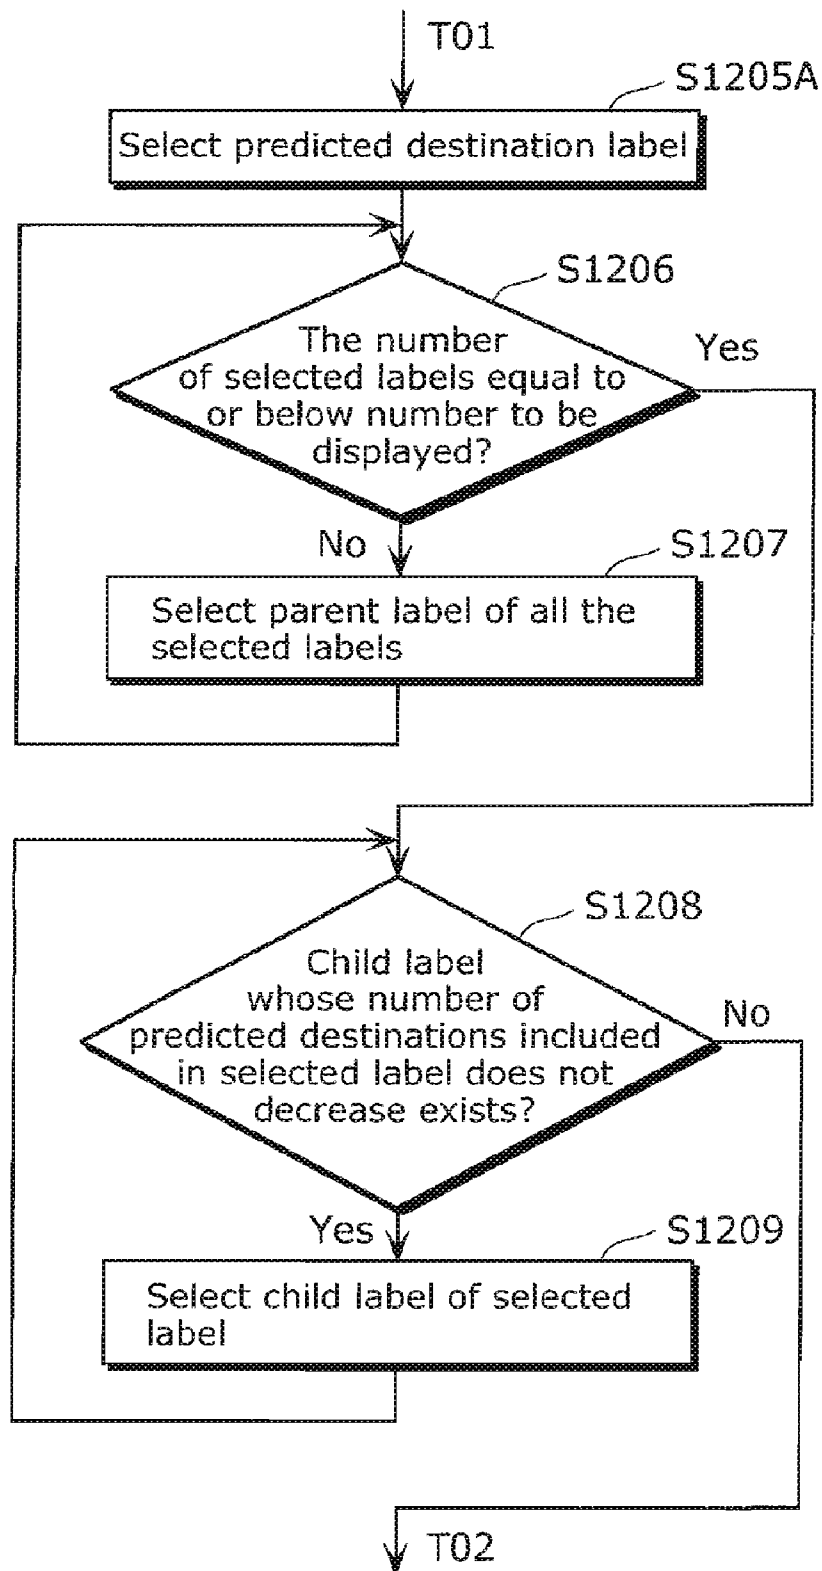 T01
S1205A
Select predicted destination label
S1206
The number
of selected labels equal to
or below number to be
displayed?
Yes
No
S1207
Select parent label of all the
selected labels
S1208
Child label
whose number of
predicted destinations included
in selected label does not
decrease exists?
No
Yes
S1209
Select child label of selected
label
T02